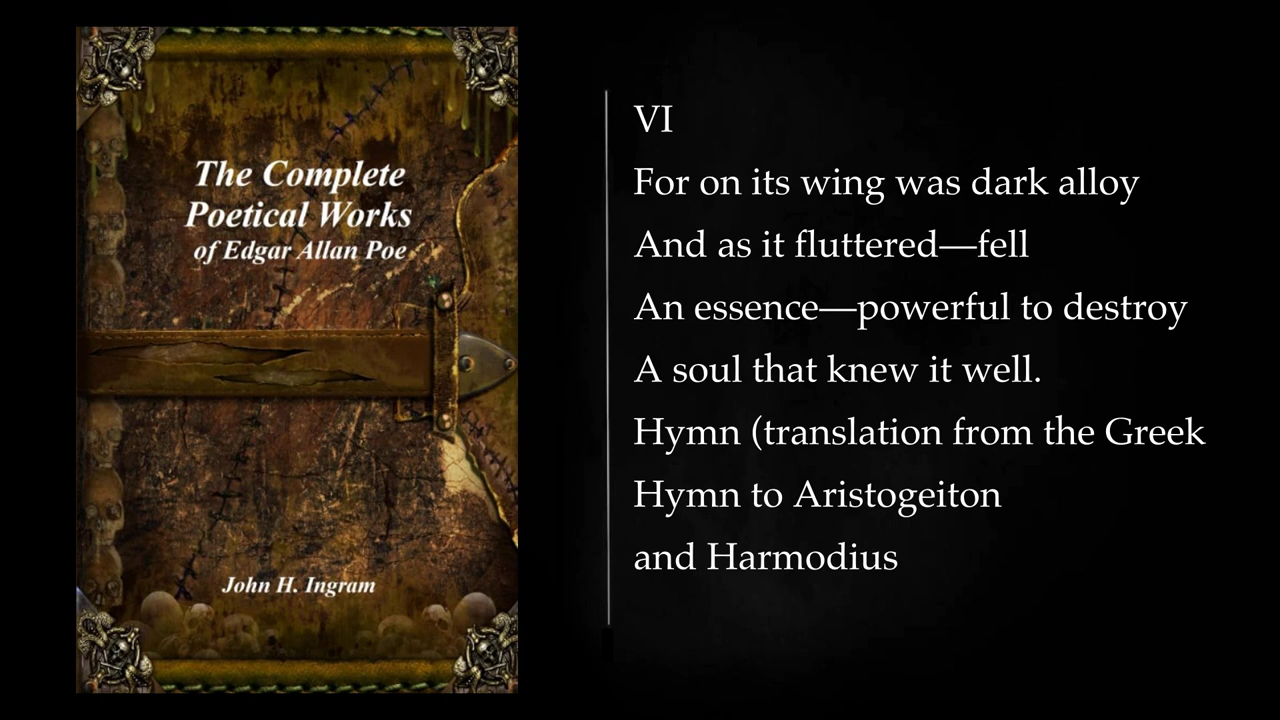 The Complete
Poetical Works
of Edgar Allan Poe
John H. Ingram
VI
For on its wing was dark alloy
And as it fluttered—fell
An essence—powerful to destroy
A soul that knew it well.
Hymn (translation from the Greek
Hymn to Aristogeiton
and Harmodius